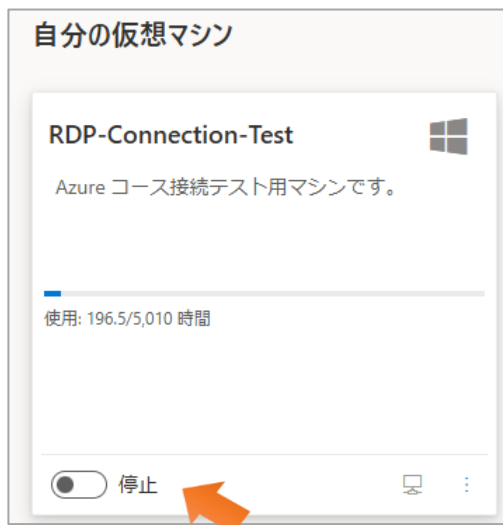 自分の仮想マシン
RDP-Connection-Test
Azure コース接続テスト用マシンです。
使用: 196.5/5,010 時間
停止